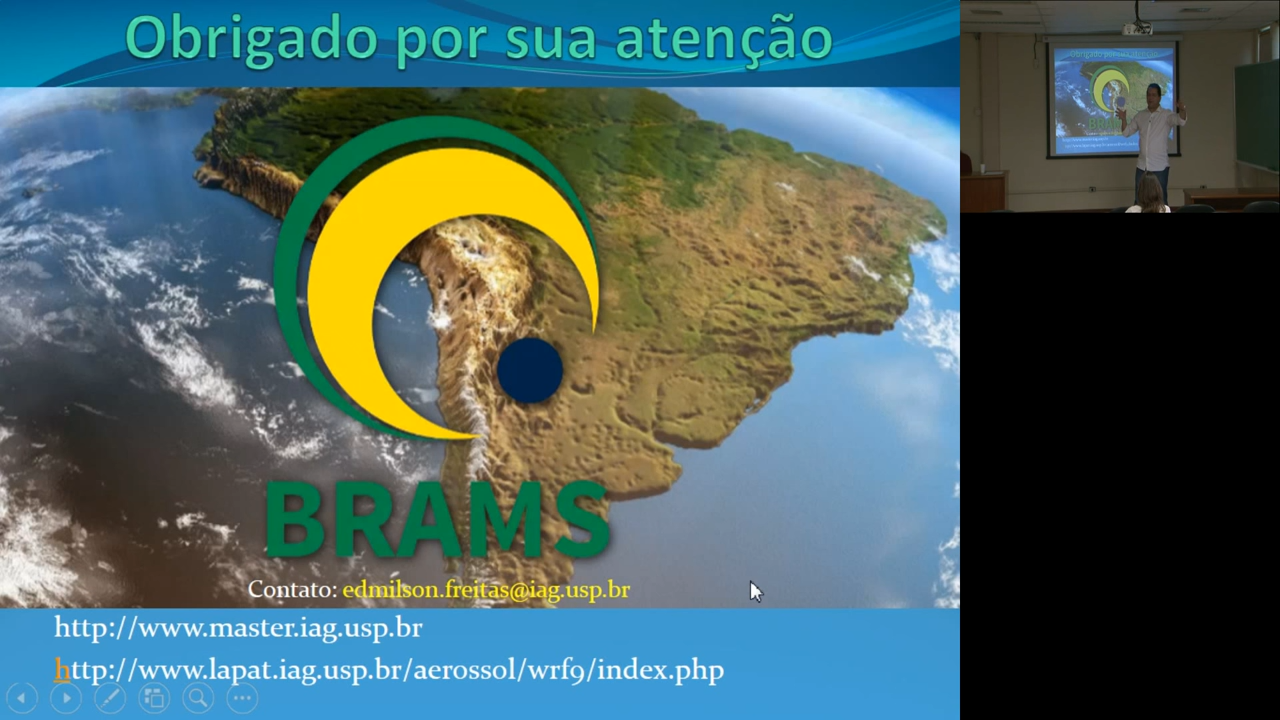 Obrigado por sua atenção
BRAMS
Contato: edmilson.freitas@iag.usp.br
http://www.master.iag.usp.br
http://www.lapat.iag.usp.br/aerossol/wrf9/index.php